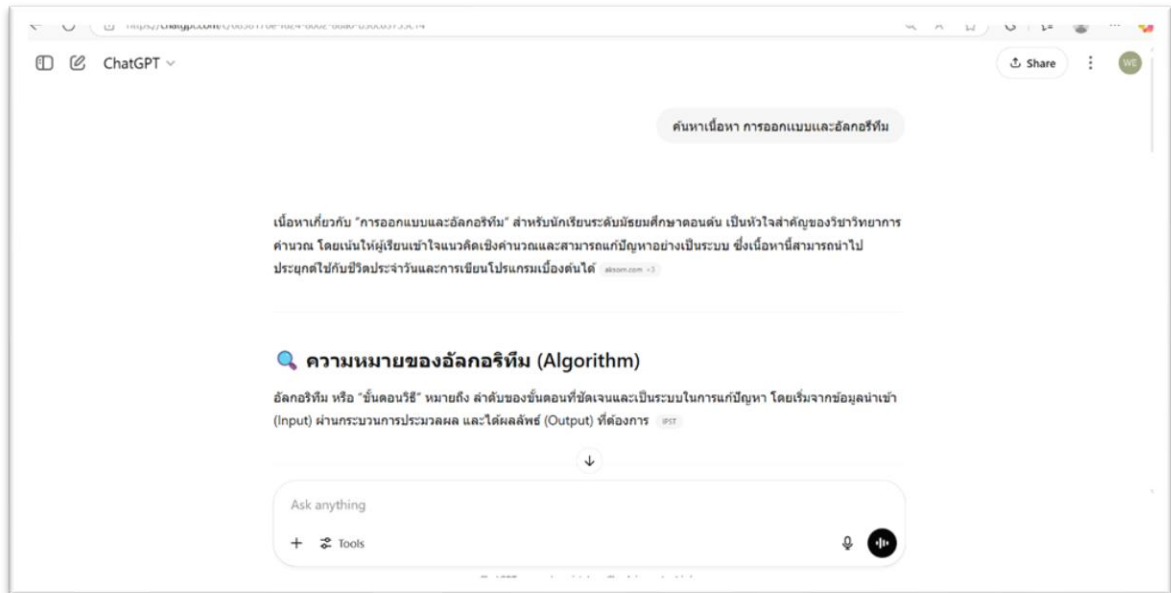 ChatGPT
Share
WE
ค้นหาเนื้อหา การออกแบบและอัลกอรึทึม
เนื้อหาเกี่ยวกับ "การออกแบบและอัลกอริทึม" สำหรับนักเรียนระดับมัธยมศึกษาตอนต้น เป็นหัวใจสำคัญของวิชาวิทยาการ
คำนวณ โดยเน้นให้ผู้เรียนเข้าใจแนวคิดเชิงคำนวณและสามารถแก้ปัญหาอย่างเป็นระบบ ซึ่งเนื้อหานี้สามารถนำไป
ประยุกต์ใช้กับชีวิตประจำวันและการเขียนโปรแกรมเบื้องต้นได้ aksorn.com +3
ความหมายของอัลกอริทึม (Algorithm)
อัลกอริทึม หรือ "ขั้นตอนวิธี" หมายถึง ลำดับของขั้นตอนที่ชัดเจนและเป็นระบบในการแก้ปัญหา โดยเริ่มจากข้อมูลนำเข้า
(Input) ผ่านกระบวนการประมวลผล และได้ผลลัพธ์ (Output) ที่ต้องการ IPST
Ask anything
Tools